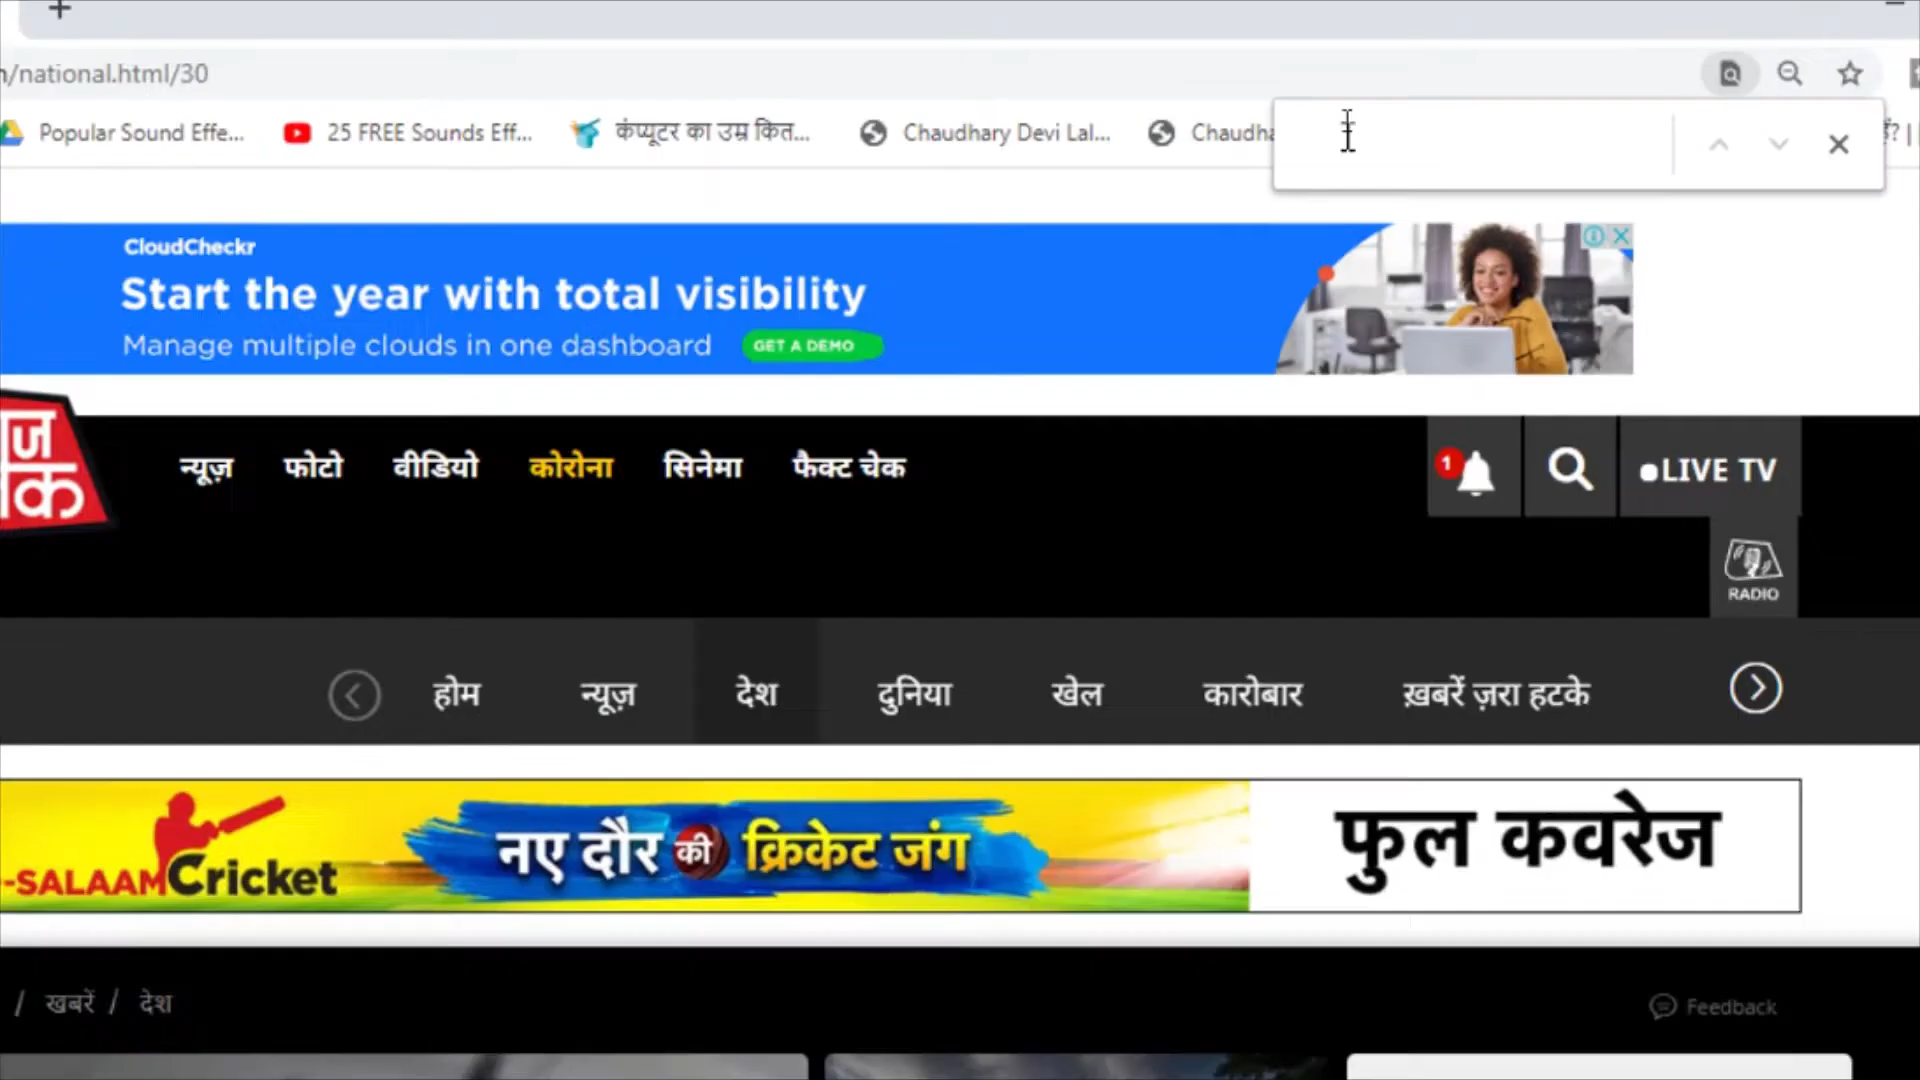 /national.html/30
Popular Sound Effe...
25 FREE Sounds Eff...
कंप्यूटर का उम्र कित...
Chaudhary Devi Lal...
Chaudha
CloudCheckr
Start the year with total visibility
Manage multiple clouds in one dashboard
GET A DEMO
ज
क
न्यूज़
फोटो
वीडियो
कोरोना
सिनेमा
फैक्ट चेक
1
LIVE TV
RADIO
होम
न्यूज़
देश
दुनिया
खेल
कारोबार
ख़बरें ज़रा हटके
-SALAAM Cricket
नए दौर की क्रिकेट जंग
फुल कवरेज
/ खबरें / देश
Feedback